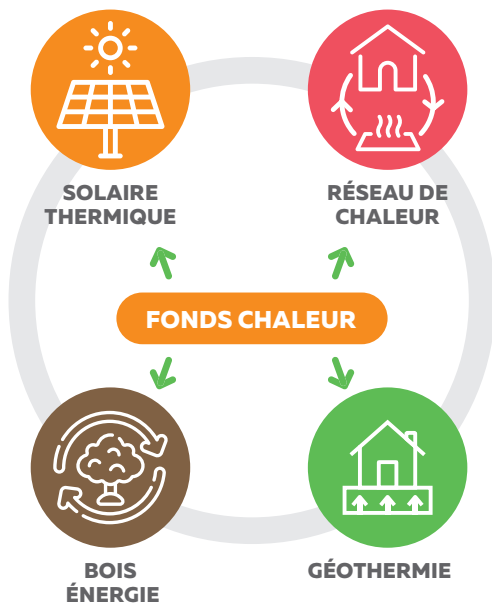 SOLAIRE
THERMIQUE
RÉSEAU DE
CHALEUR
FONDS CHALEUR
BOIS
ÉNERGIE
GÉOTHERMIE